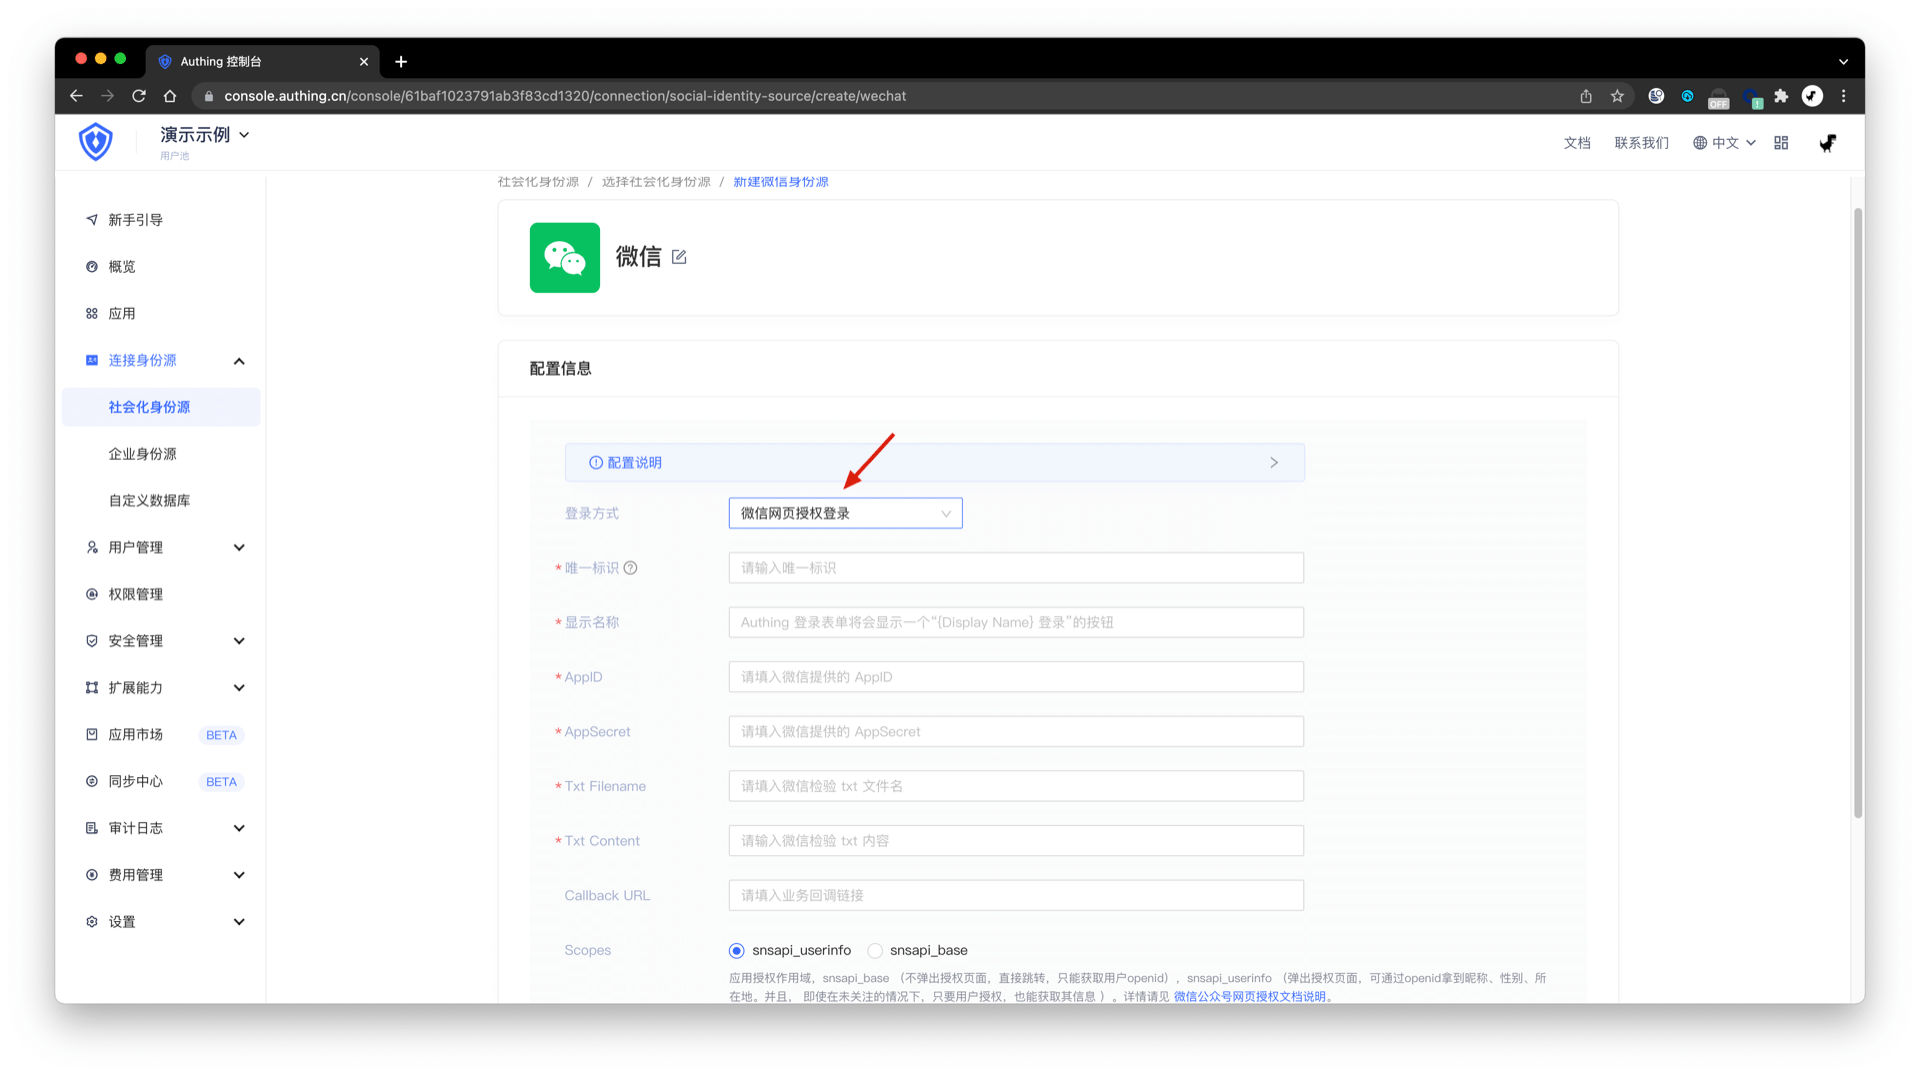 Authing 控制台
console.authing.cn/console/61baf1023791ab3f83cd1320/connection/social-identity-source/create/wechat
OFF
1
演示示例
用户池
文档
联系我们
中文
新手引导
概览
应用
连接身份源
社会化身份源
企业身份源
自定义数据库
用户管理
权限管理
安全管理
扩展能力
应用市场 BETA
同步中心 BETA
审计日志
费用管理
设置
社会化身份源 / 选择社会化身份源 / 新建微信身份源
微信
配置信息
配置说明
登录方式 微信网页授权登录
* 唯一标识 请输入唯一标识
* 显示名称 Authing 登录表单将会显示一个“{Display Name} 登录”的按钮
* AppID 请填入微信提供的 AppID
* AppSecret 请填入微信提供的 AppSecret
* Txt Filename 请填入微信检验 txt 文件名
* Txt Content 请输入微信检验 txt 内容
Callback URL 请填入业务回调链接
Scopes snsapi_userinfo snsapi_base
应用授权作用域，snsapi_base （不弹出授权页面，直接跳转，只能获取用户openid），snsapi_userinfo （弹出授权页面，可通过openid拿到昵称、性别、所
在地。并且， 即使在未关注的情况下，只要用户授权，也能获取其信息 ）。详情请见 微信公众号网页授权文档说明。